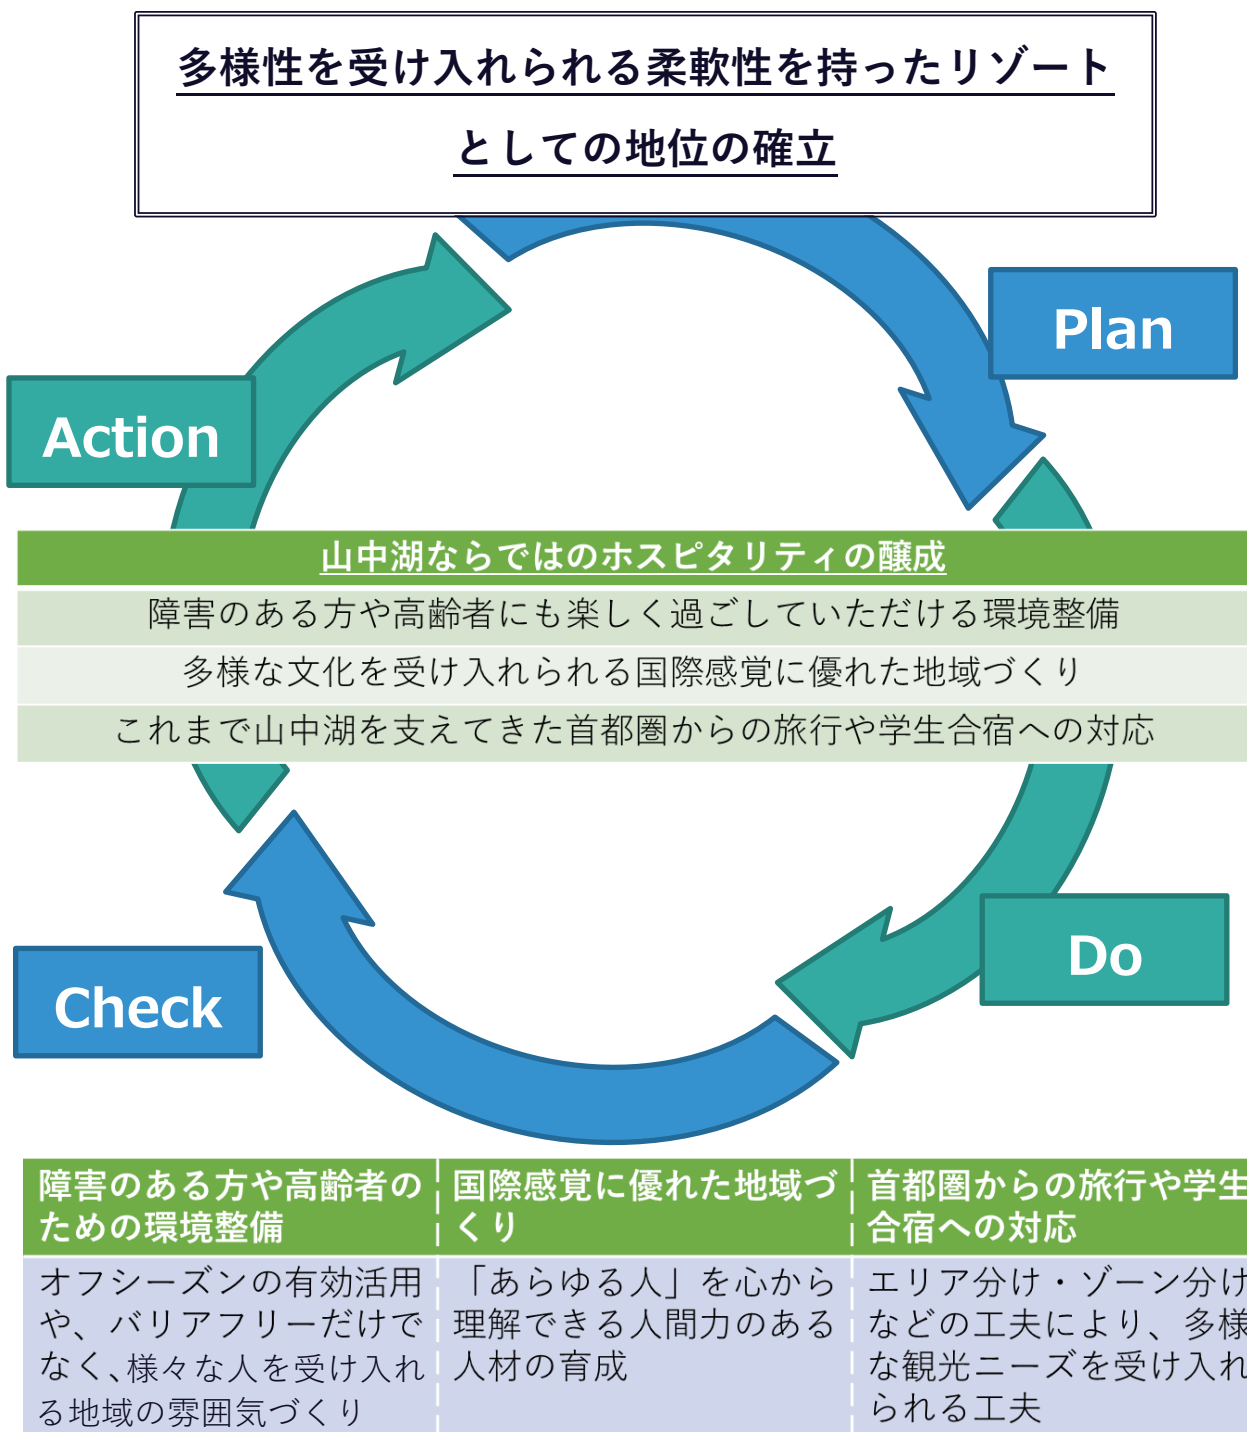 多様性を受け入れられる柔軟性を持ったリゾート
としての地位の確立
Plan
Action
山中湖ならではのホスピタリティの醸成
障害のある方や高齢者にも楽しく過ごしていただける環境整備
多様な文化を受け入れられる国際感覚に優れた地域づくり
これまで山中湖を支えてきた首都圏からの旅行や学生合宿への対応
Do
Check
障害のある方や高齢者の
ための環境整備
国際感覚に優れた地域づ
くり
首都圏からの旅行や学生
合宿への対応
オフシーズンの有効活用
や、バリアフリーだけで
なく、様々な人を受け入れ
る地域の雰囲気づくり
「あらゆる人」を心から
理解できる人間力のある
人材の育成
エリア分け・ゾーン分け
などの工夫により、多様
な観光ニーズを受け入れ
られる工夫